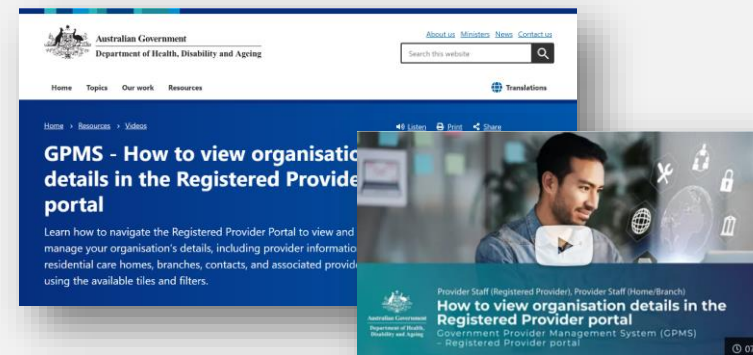 Australian Government
Department of Health, Disability and Ageing
About us Ministers News Contact us
Search this website
Home Topics Our work Resources
Translations
Home › Resources › Videos
Listen Print Share
GPMS - How to view organisatio
details in the Registered Provide
portal
Learn how to navigate the Registered Provider Portal to view and
manage your organisation's details, including provider informatio
residential care homes, branches, contacts, and associated provide
using the available tiles and filters.
Provider Staff (Registered Provider), Provider Staff (Home/Branch)
How to view organisation details in the
Registered Provider portal
Government Provider Management System (GPMS)
– Registered Provider portal
Australian Government
Department of Health,
Disability and Ageing